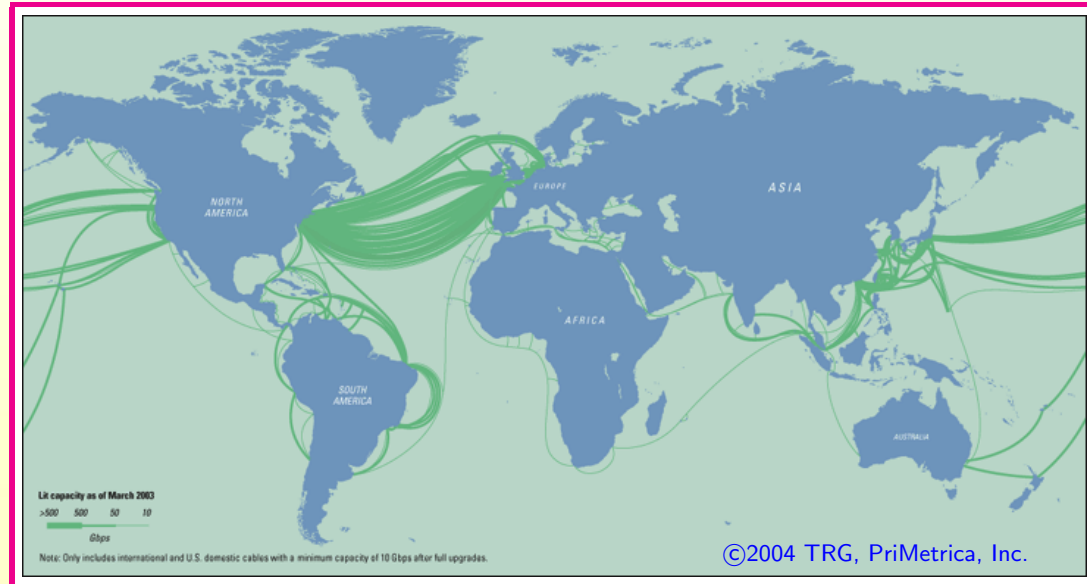 NORTH
AMERICA
EUROPE
ASIA
AFRICA
SOUTH
AMERICA
AUSTRALIA
Lit capacity as of March 2003
>500 500 50 10
Gbps
Note: Only includes international and U.S. domestic cables with a minimum capacity of 10 Gbps after full upgrades.
©2004 TRG, PriMetrica, Inc.